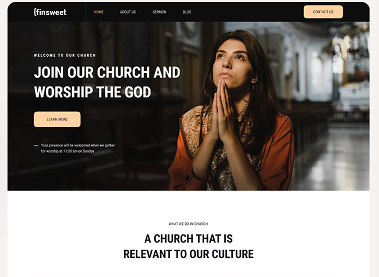 {finsweet
HOME
ABOUT US
SERMON
BLOG
CONTACT US
WELCOME TO OUR CHURCH
JOIN OUR CHURCH AND
WORSHIP THE GOD
LEARN MORE
Your presence will be welcomed when we gather
for worship at 11:00 am on Sunday
WHAT WE DO IN CHURCH
A CHURCH THAT IS
RELEVANT TO OUR CULTURE